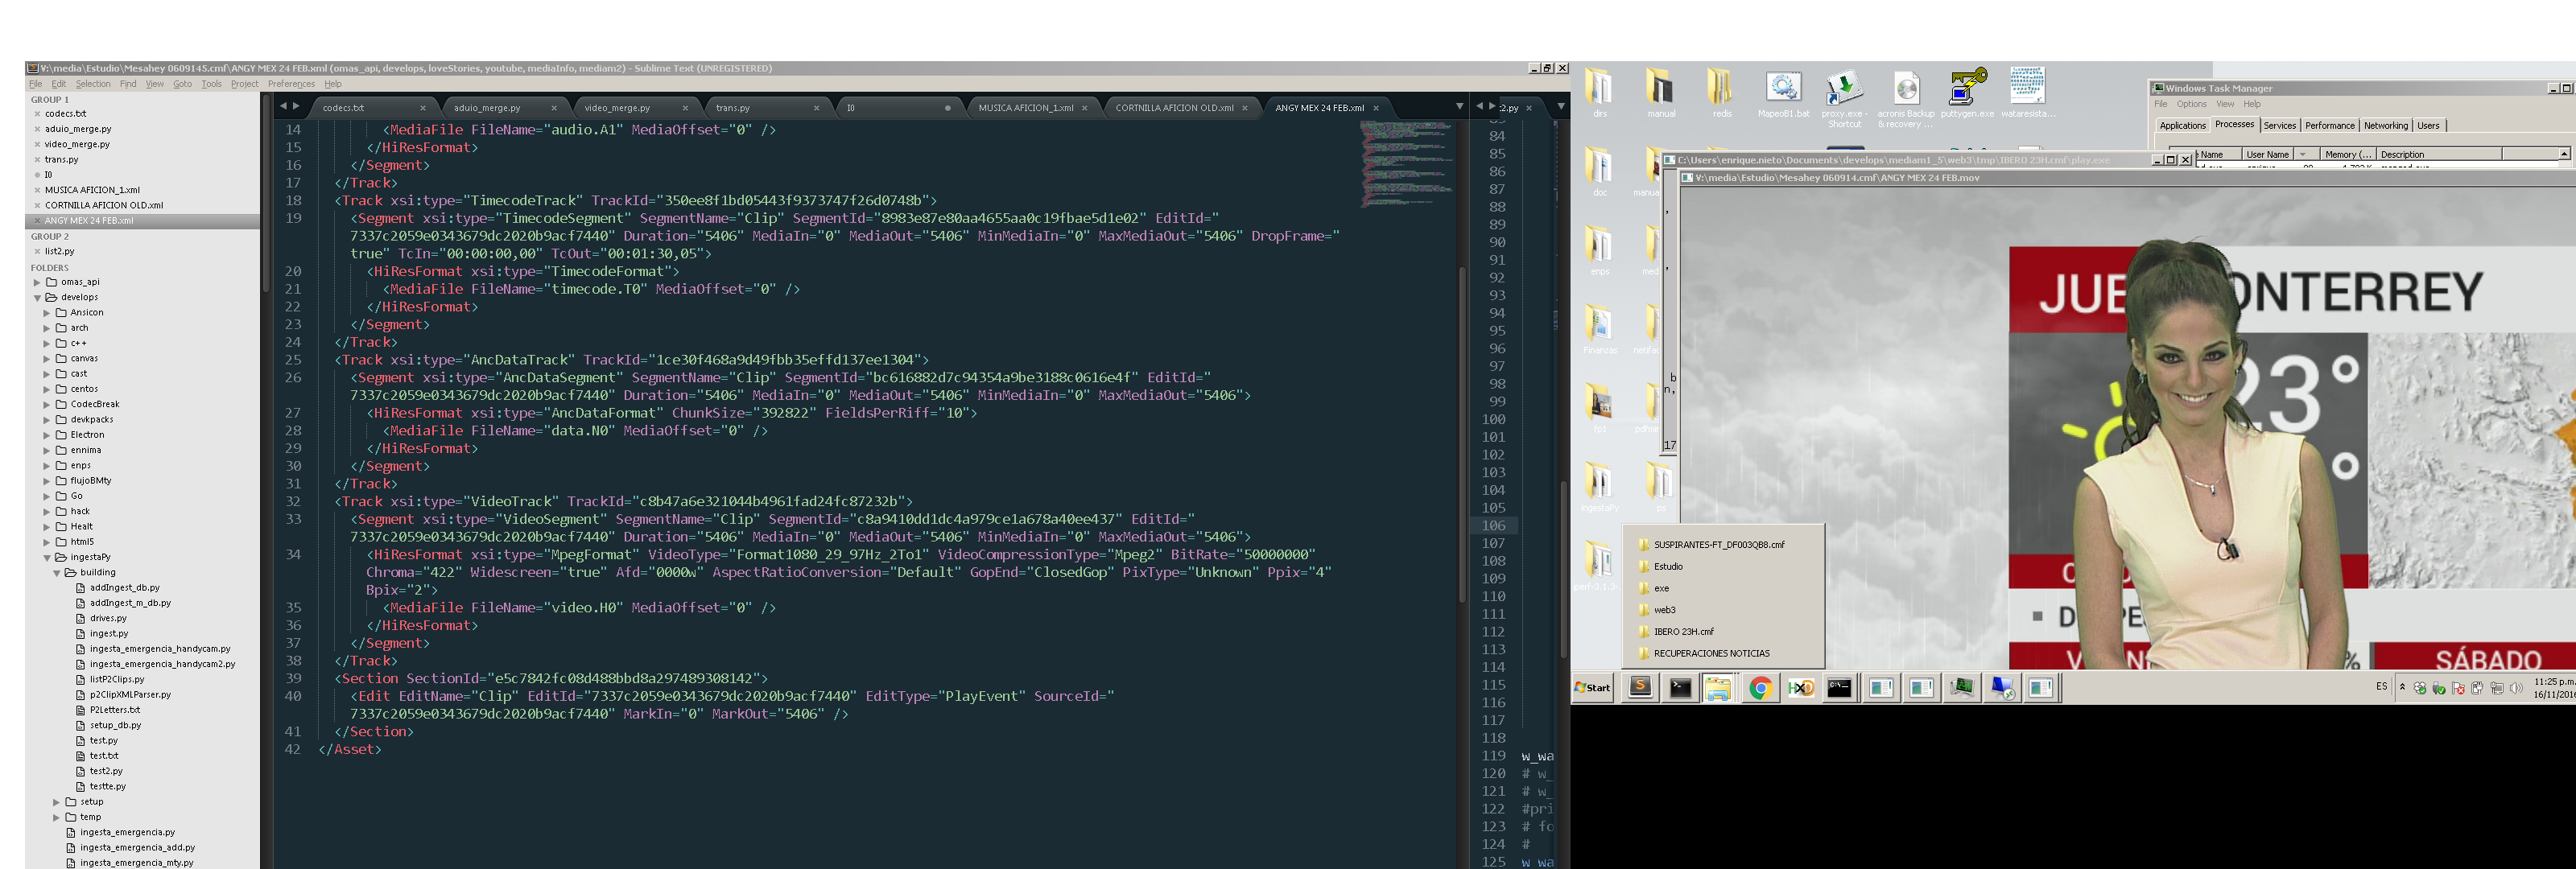 V:\media\Estudio\Mesahey 0609145.cmf\ANGY MEX 24 FEB.xml (omas_api, develops, loveStories, youtube, mediaInfo, mediam2) - Sublime Text (UNREGISTERED)
File Edit Selection Find View Goto Tools Project Preferences Help
GROUP 1
codecs.txt
aduio_merge.py
video_merge.py
trans.py
I0
MUSICA AFICION_1.xml
CORTNILLA AFICION OLD.xml
ANGY MEX 24 FEB.xml
GROUP 2
list2.py
FOLDERS
omas_api
develops
Ansicon
arch
c++
canvas
cast
centos
CodecBreak
devkpacks
Electron
ennima
enps
flujoBMty
Go
hack
Healt
html5
ingestaPy
building
addIngest_db.py
addIngest_m_db.py
drives.py
ingest.py
ingesta_emergencia_handycam.py
ingesta_emergencia_handycam2.py
listP2Clips.py
p2ClipXMLParser.py
P2Letters.txt
setup_db.py
test.py
test.txt
test2.py
testte.py
setup
temp
ingesta_emergencia.py
ingesta_emergencia_add.py
ingesta_emergencia_mty.py
codecs.txt aduio_merge.py video_merge.py trans.py I0 MUSICA AFICION_1.xml CORTNILLA AFICION OLD.xml ANGY MEX 24 FEB.xml
14 <MediaFile FileName="audio.A1" MediaOffset="0" />
15 </HiResFormat>
16 </Segment>
17 </Track>
18 <Track xsi:type="TimecodeTrack" TrackId="350ee8f1bd05443f9373747f26d0748b">
19 <Segment xsi:type="TimecodeSegment" SegmentName="Clip" SegmentId="8983e87e80aa4655aa0c19fbae5d1e02" EditId="
7337c2059e0343679dc2020b9acf7440" Duration="5406" MediaIn="0" MediaOut="5406" MinMediaIn="0" MaxMediaOut="5406" DropFrame="
true" TcIn="00:00:00,00" TcOut="00:01:30,05">
20 <HiResFormat xsi:type="TimecodeFormat">
21 <MediaFile FileName="timecode.T0" MediaOffset="0" />
22 </HiResFormat>
23 </Segment>
24 </Track>
25 <Track xsi:type="AncDataTrack" TrackId="1ce30f468a9d49fbb35effd137ee1304">
26 <Segment xsi:type="AncDataSegment" SegmentName="Clip" SegmentId="bc616882d7c94354a9be3188c0616e4f" EditId="
7337c2059e0343679dc2020b9acf7440" Duration="5406" MediaIn="0" MediaOut="5406" MinMediaIn="0" MaxMediaOut="5406">
27 <HiResFormat xsi:type="AncDataFormat" ChunkSize="392822" FieldsPerRiff="10">
28 <MediaFile FileName="data.N0" MediaOffset="0" />
29 </HiResFormat>
30 </Segment>
31 </Track>
32 <Track xsi:type="VideoTrack" TrackId="c8b47a6e321044b4961fad24fc87232b">
33 <Segment xsi:type="VideoSegment" SegmentName="Clip" SegmentId="c8a9410dd1dc4a979ce1a678a40ee437" EditId="
7337c2059e0343679dc2020b9acf7440" Duration="5406" MediaIn="0" MediaOut="5406" MinMediaIn="0" MaxMediaOut="5406">
34 <HiResFormat xsi:type="MpegFormat" VideoType="Format1080_29_97Hz_2To1" VideoCompressionType="Mpeg2" BitRate="50000000"
Chroma="422" Widescreen="true" Afd="0000w" AspectRatioConversion="Default" GopEnd="ClosedGop" PixType="Unknown" Ppix="4"
Bpix="2">
35 <MediaFile FileName="video.H0" MediaOffset="0" />
36 </HiResFormat>
37 </Segment>
38 </Track>
39 <Section SectionId="e5c7842fc08d488bbd8a297489308142">
40 <Edit EditName="Clip" EditId="7337c2059e0343679dc2020b9acf7440" EditType="PlayEvent" SourceId="
7337c2059e0343679dc2020b9acf7440" MarkIn="0" MarkOut="5406" />
41 </Section>
42 </Asset>
:2.py
84
85
86
87
88
89
90
91
92
93
94
95
96
97
98
99
100
101
102
103
104
105
106
107
108
109
110
111
112
113
114
115
116
117
118
119 w_wa
120 # w_
121 # w_
122 #pri
123 # fo
124 #
125 w_wa
dirs manual redis MapeoB1.bat proxy.exe - Shortcut acronis Backup & recovery ... puttygen.exe wataresista...
doc manua
enps med
Finanzas netifac
fp1 pdfmi
ingestaPy ps
perf-3.1.3-
Windows Task Manager
File Options View Help
Applications Processes Services Performance Networking Users
Name User Name Memory (... Description
C:\Users\enrique.nieto\Documents\develops\mediam1_5\web3\tmp\IBERO 23H.cmf\play.exe
V:\media\Estudio\Mesahey 060914.cmf\ANGY MEX 24 FEB.mov
b
n,
17
JUE ONTERREY
23°
°
D PE
V NI %
SÁBADO
SUSPIRANTES-FT_DF003QB8.cmf
Estudio
exe
web3
IBERO 23H.cmf
RECUPERACIONES NOTICIAS
Start
ES
11:25 p.m.
16/11/2016